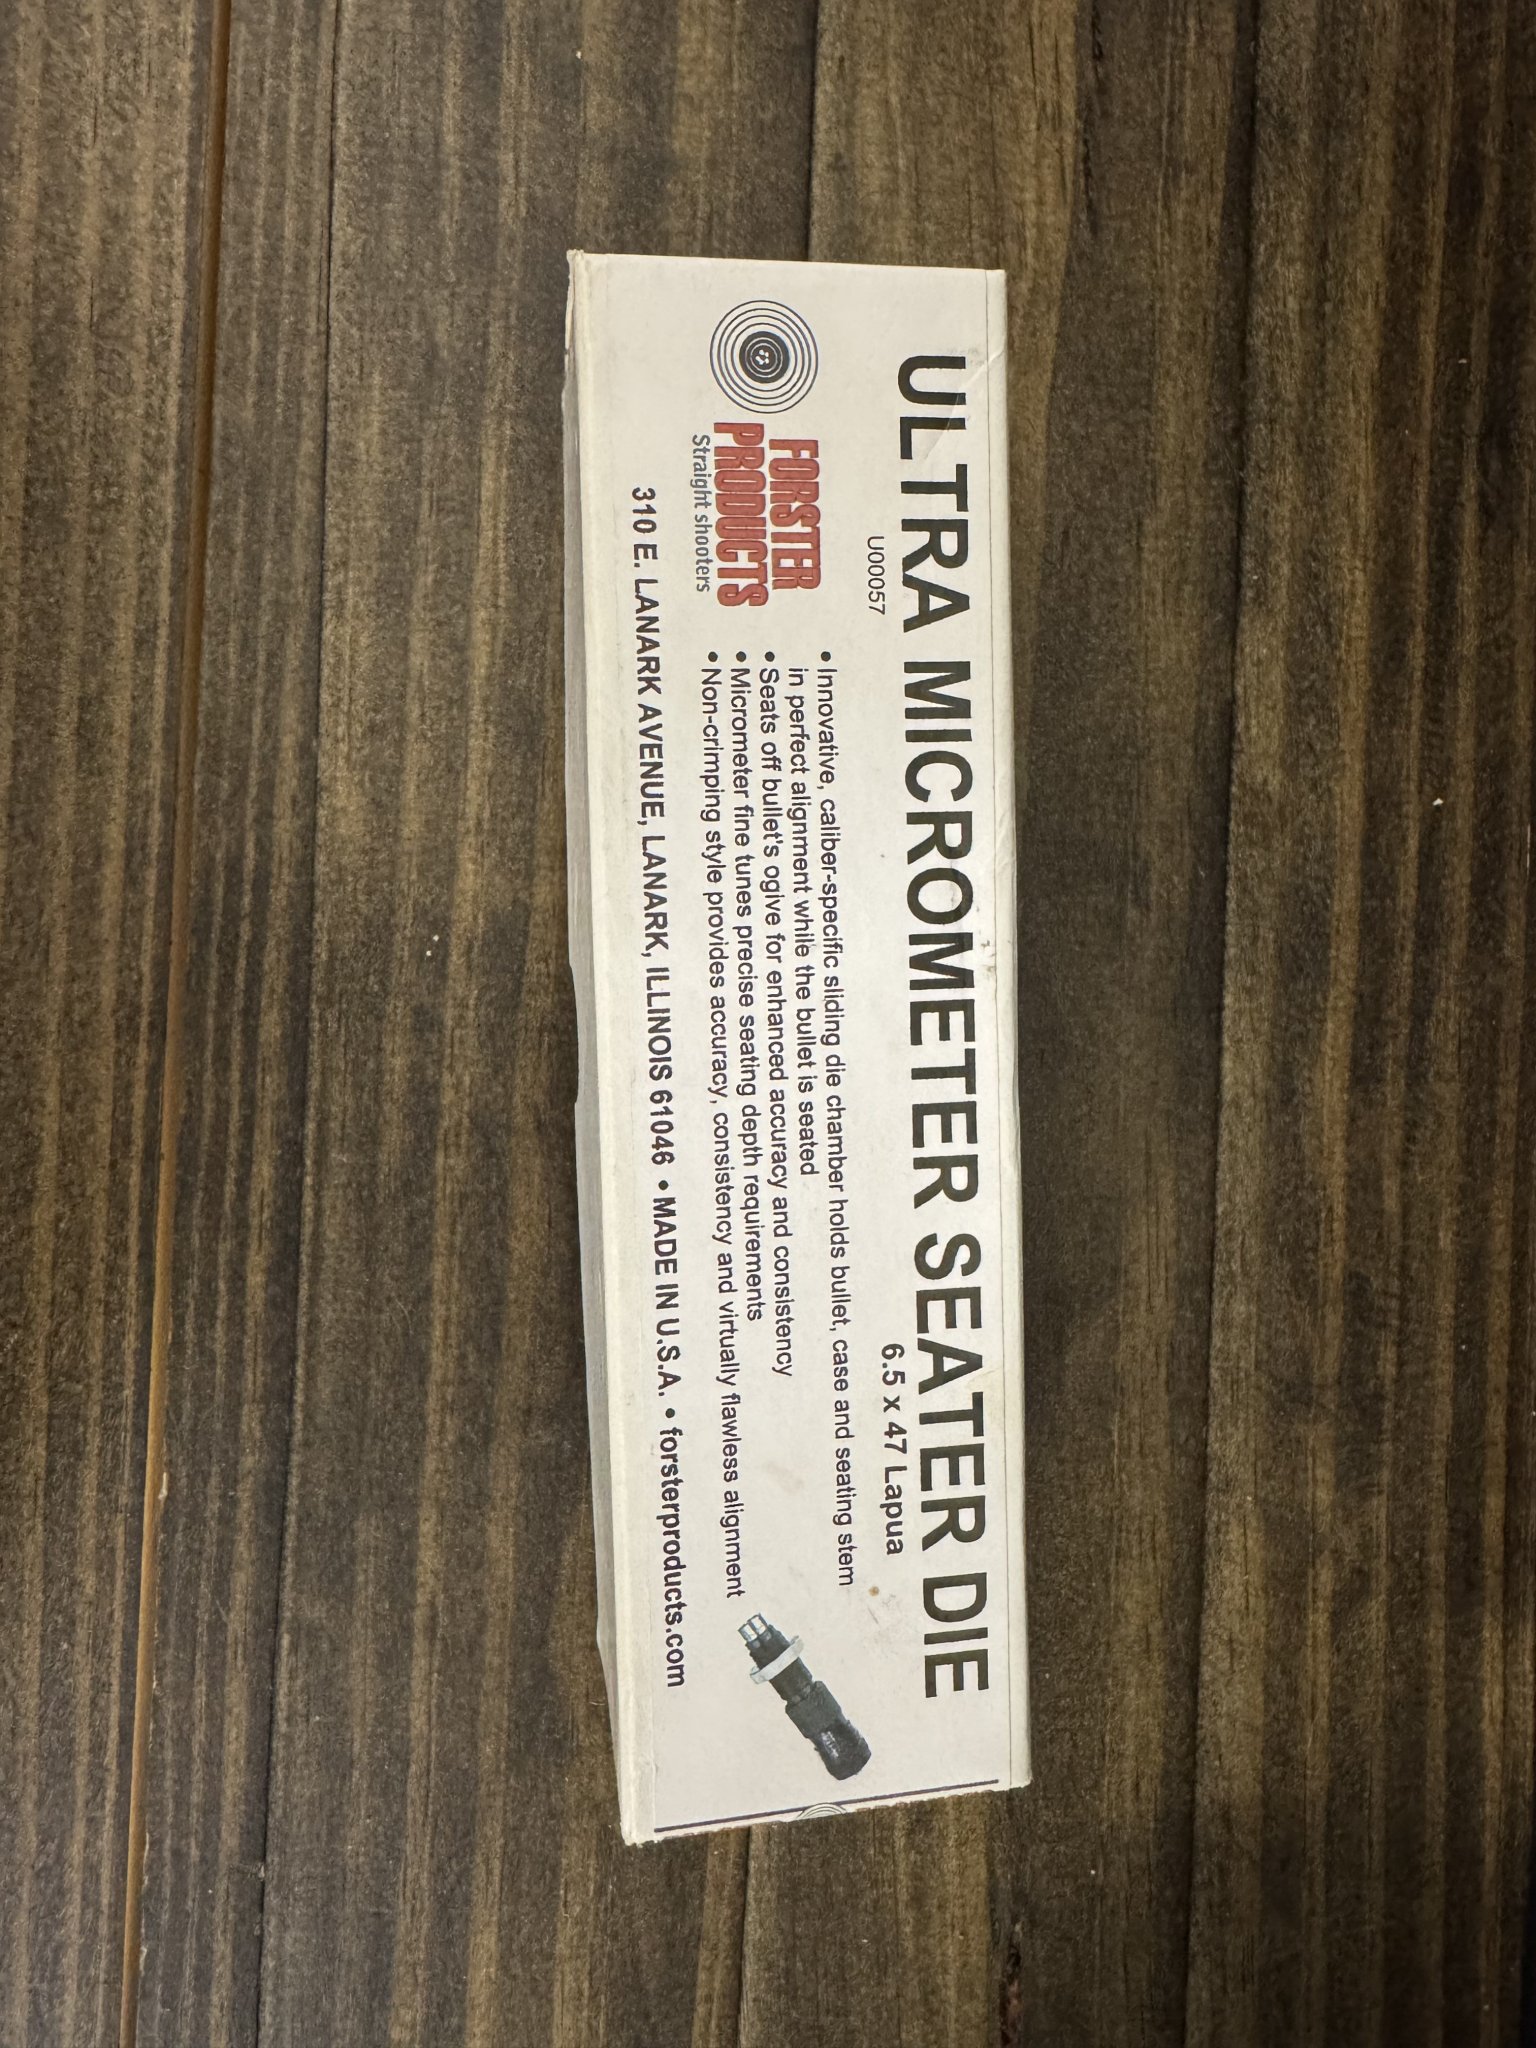 ULTRA MICROMETER SEATER DIE
U00057
6.5 x 47 Lapua
FORSTER
PRODUCTS
Straight shooters
• Innovative, caliber-specific sliding die chamber holds bullet, case and seating stem
in perfect alignment while the bullet is seated
• Seats off bullet's ogive for enhanced accuracy and consistency
• Micrometer fine tunes precise seating depth requirements
• Non-crimping style provides accuracy, consistency and virtually flawless alignment
310 E. LANARK AVENUE, LANARK, ILLINOIS 61046 • MADE IN U.S.A. • forsterproducts.com